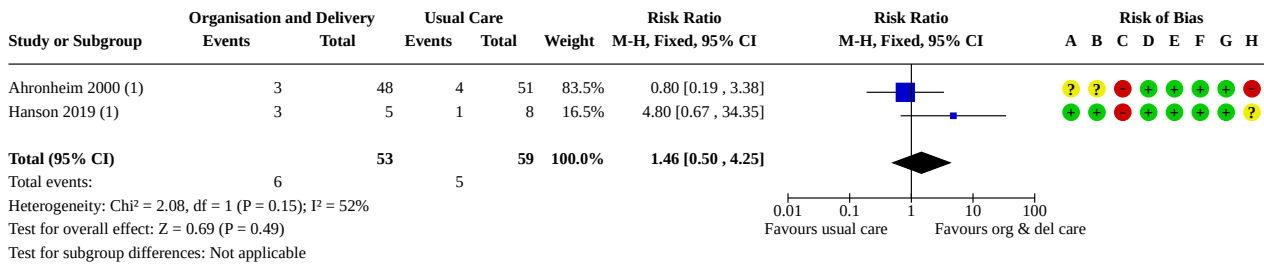 Organisation and Delivery Usual Care Risk Ratio Risk Ratio Risk of Bias
Study or Subgroup Events Total Events Total Weight M-H, Fixed, 95% CI M-H, Fixed, 95% CI A B C D E F G H
Ahronheim 2000 (1) 3 48 4 51 83.5% 0.80 [0.19 , 3.38] ? ? - + + + + -
Hanson 2019 (1) 3 5 1 8 16.5% 4.80 [0.67 , 34.35] + + - + + + + ?
Total (95% CI) 53 59 100.0% 1.46 [0.50 , 4.25]
Total events: 6 5
Heterogeneity: Chi² = 2.08, df = 1 (P = 0.15); I² = 52%
0.01 0.1 1 10 100
Test for overall effect: Z = 0.69 (P = 0.49) Favours usual care Favours org & del care
Test for subgroup differences: Not applicable